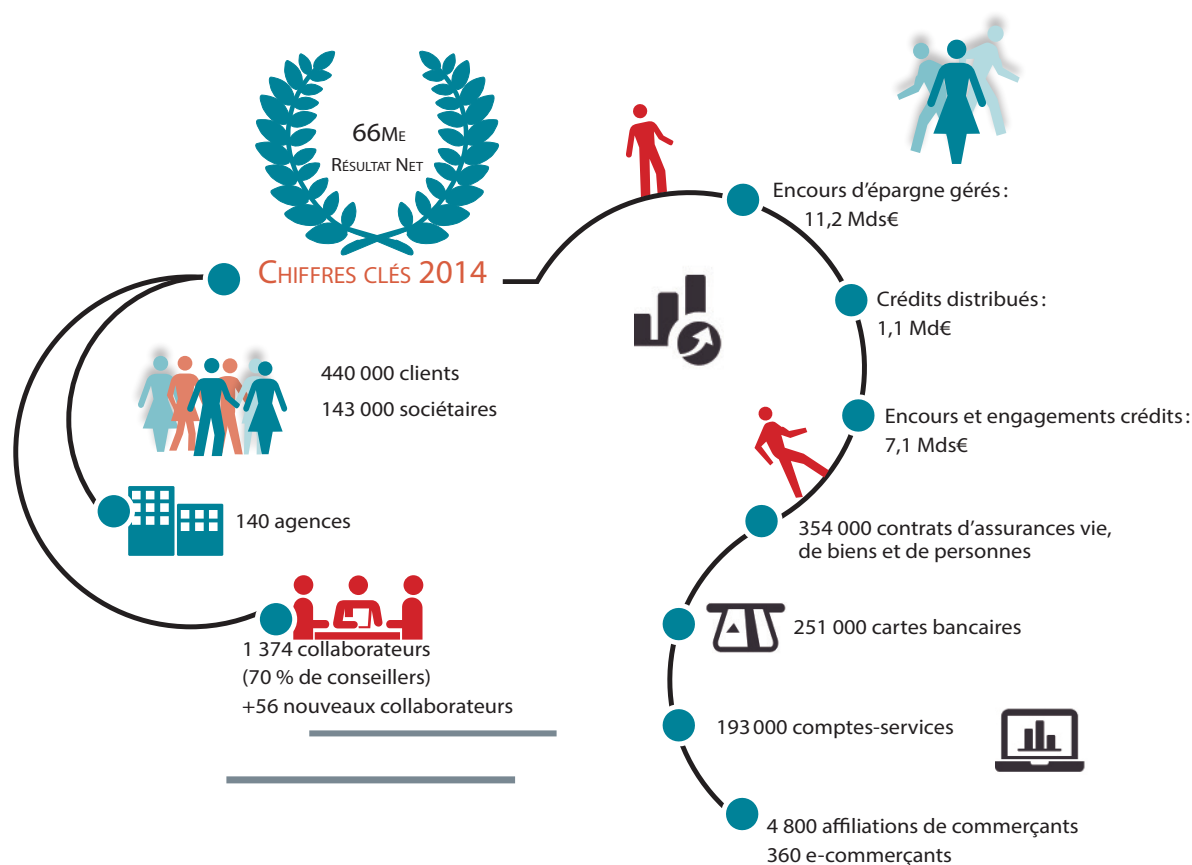 66ME
RÉSULTAT NET
CHIFFRES CLÉS 2014
440 000 clients
143 000 sociétaires
140 agences
1 374 collaborateurs
(70 % de conseillers)
+56 nouveaux collaborateurs
Encours d'épargne gérés :
11,2 Mds€
Crédits distribués :
1,1 Md€
Encours et engagements crédits :
7,1 Mds€
354 000 contrats d'assurances vie,
de biens et de personnes
251 000 cartes bancaires
193 000 comptes-services
4 800 affiliations de commerçants
360 e-commerçants